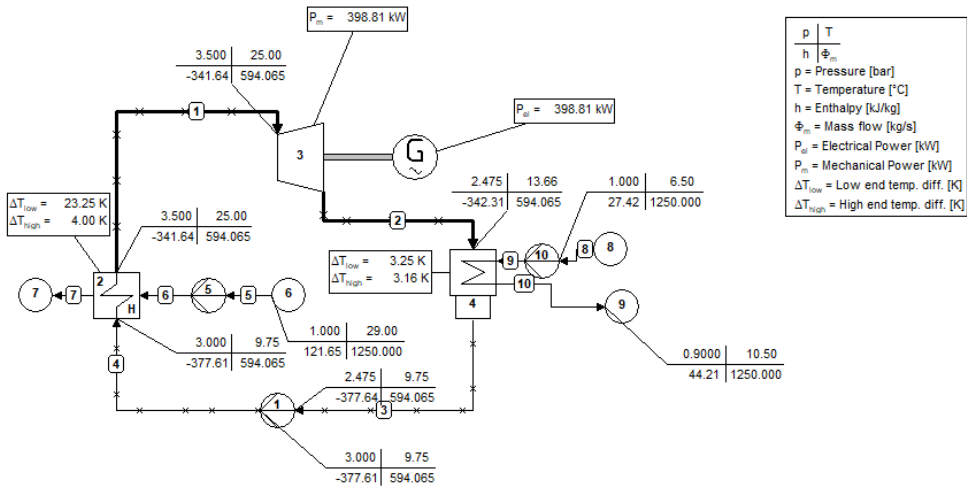 P_m = 398.81 kW
p T
h Φ_m
p = Pressure [bar]
T = Temperature [°C]
h = Enthalpy [kJ/kg]
Φ_m = Mass flow [kg/s]
P_el = Electrical Power [kW]
P_m = Mechanical Power [kW]
ΔT_low = Low end temp. diff. [K]
ΔT_high = High end temp. diff. [K]
3.500 25.00
-341.64 594.065
1
3
P_el = 398.81 kW
G
~
2.475 13.66
-342.31 594.065
1.000 6.50
27.42 1250.000
ΔT_low = 23.25 K
ΔT_high = 4.00 K
3.500 25.00
-341.64 594.065
2
ΔT_low = 3.25 K
ΔT_high = 3.16 K
9
10
8
8
10
4
9
2
H
7
7
6
5
5
6
1.000 29.00
121.65 1250.000
0.9000 10.50
44.21 1250.000
3.000 9.75
-377.61 594.065
4
2.475 9.75
-377.64 594.065
1
3
3.000 9.75
-377.61 594.065